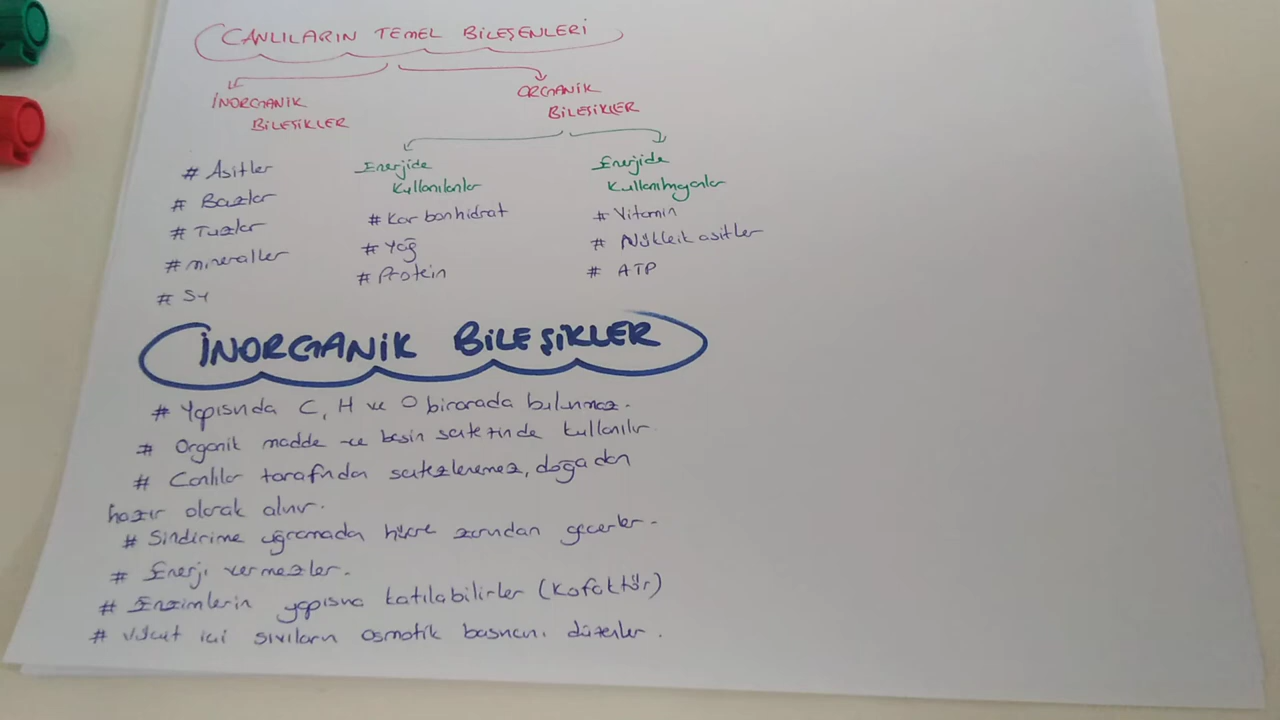 CANLILARIN TEMEL BİLEŞENLERİ
İNORGANİK
BİLEŞİKLER
# Asitler
# Bazlar
# Tuzlar
# mineraller
# Su
ORGANİK
BİLEŞİKLER
Enerjide
Kullanılanlar
# Karbonhidrat
# Yağ
# Protein
Enerjide
Kullanılmayanlar
# Vitamin
# Nükleik asitler
# ATP
İNORGANİK BİLEŞİKLER
# Yapısında C, H ve O birarada bulunmaz.
# Organik madde ve besin sentezinde kullanılır.
# Canlılar tarafından sentezlenemez, doğadan
hazır olarak alınır.
# Sindirime uğramadan hücre zarından geçerler.
# Enerji vermezler.
# Enzimlerin yapısına katılabilirler (Kofaktör)
# Vücut içi sıvıların osmotik basıncını düzenler.